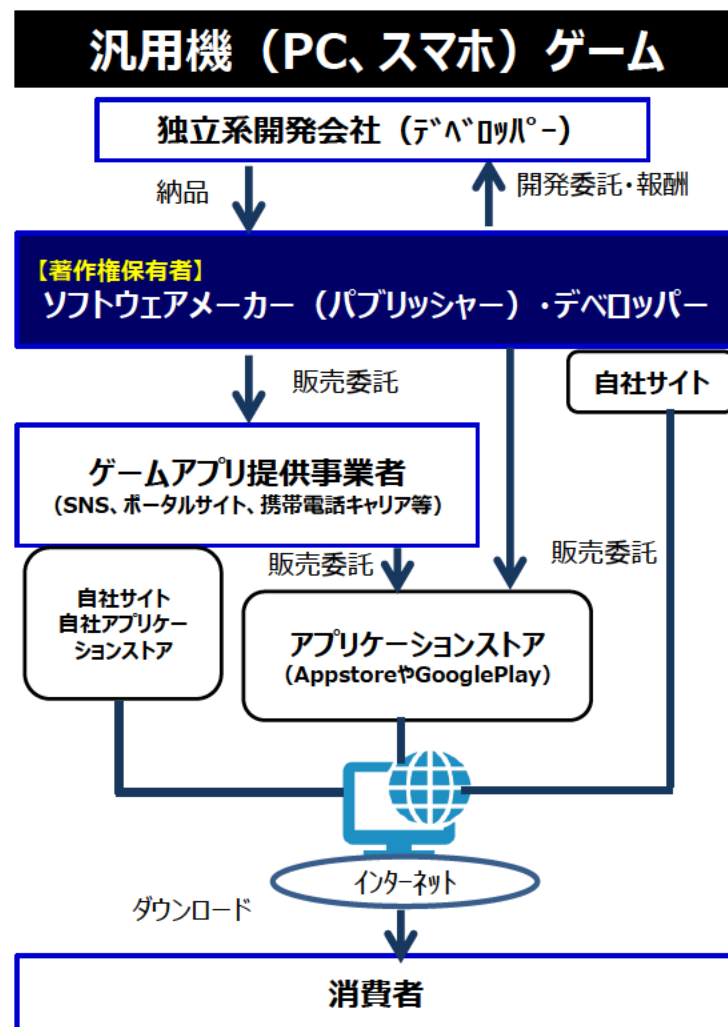 汎用機（PC、スマホ）ゲーム
独立系開発会社（ﾃﾞﾍﾞﾛｯﾊﾟｰ）
納品
開発委託・報酬
【著作権保有者】
ソフトウェアメーカー（パブリッシャー）・デベロッパー
販売委託
自社サイト
ゲームアプリ提供事業者
（SNS、ポータルサイト、携帯電話キャリア等）
販売委託
販売委託
自社サイト
自社アプリケー
ションストア
アプリケーションストア
（AppstoreやGooglePlay）
インターネット
ダウンロード
消費者